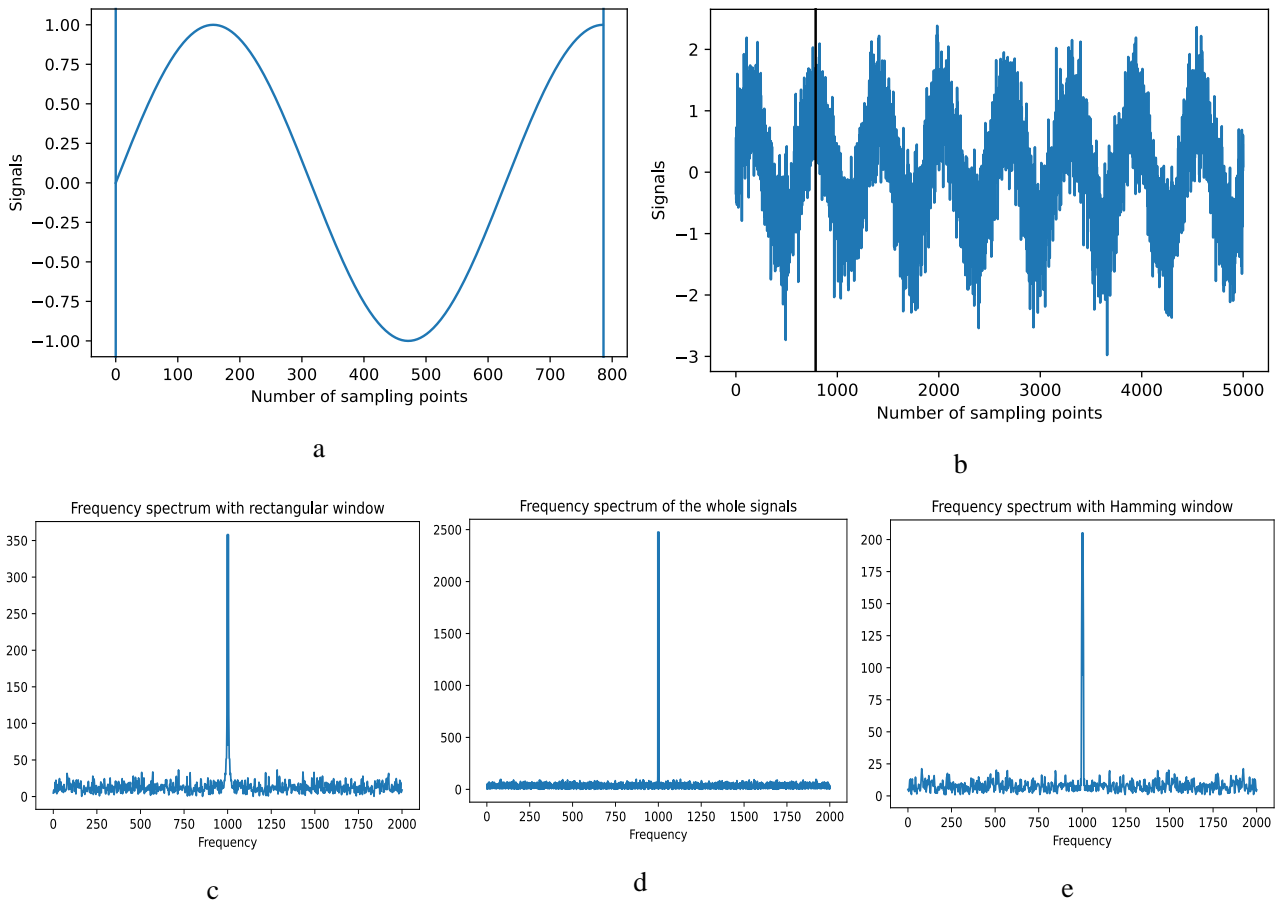 1.00
0.75
0.50
0.25
0.00
−0.25
−0.50
−0.75
−1.00
Signals
0 100 200 300 400 500 600 700 800
Number of sampling points
a
2
1
0
−1
−2
−3
Signals
0 1000 2000 3000 4000 5000
Number of sampling points
b
Frequency spectrum with rectangular window
350
300
250
200
150
100
50
0
0 250 500 750 1000 1250 1500 1750 2000
Frequency
c
Frequency spectrum of the whole signals
2500
2250
2000
1750
1500
1250
1000
750
500
250
0
0 250 500 750 1000 1250 1500 1750 2000
Frequency
d
Frequency spectrum with Hamming window
200
175
150
125
100
75
50
25
0
0 250 500 750 1000 1250 1500 1750 2000
Frequency
e